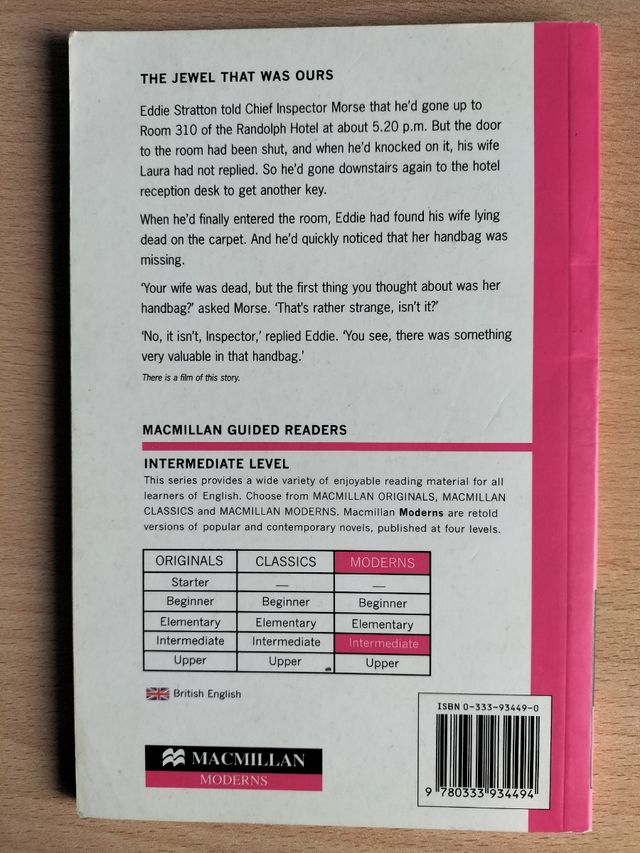 THE JEWEL THAT WAS OURS
Eddie Stratton told Chief Inspector Morse that he'd gone up to
Room 310 of the Randolph Hotel at about 5.20 p.m. But the door
to the room had been shut, and when he'd knocked on it, his wife
Laura had not replied. So he'd gone downstairs again to the hotel
reception desk to get another key.
When he'd finally entered the room, Eddie had found his wife lying
dead on the carpet. And he'd quickly noticed that her handbag was
missing.
‘Your wife was dead, but the first thing you thought about was her
handbag?’ asked Morse. ‘That's rather strange, isn't it?’
‘No, it isn't, Inspector,’ replied Eddie. ‘You see, there was something
very valuable in that handbag.’
There is a film of this story.
MACMILLAN GUIDED READERS
INTERMEDIATE LEVEL
This series provides a wide variety of enjoyable reading material for all
learners of English. Choose from MACMILLAN ORIGINALS, MACMILLAN
CLASSICS and MACMILLAN MODERNS. Macmillan Moderns are retold
versions of popular and contemporary novels, published at four levels.
ORIGINALS CLASSICS MODERNS
Starter — —
Beginner Beginner Beginner
Elementary Elementary Elementary
Intermediate Intermediate Intermediate
Upper Upper Upper
British English
ISBN 0-333-93449-0
9 780333 934494
MACMILLAN
MODERNS